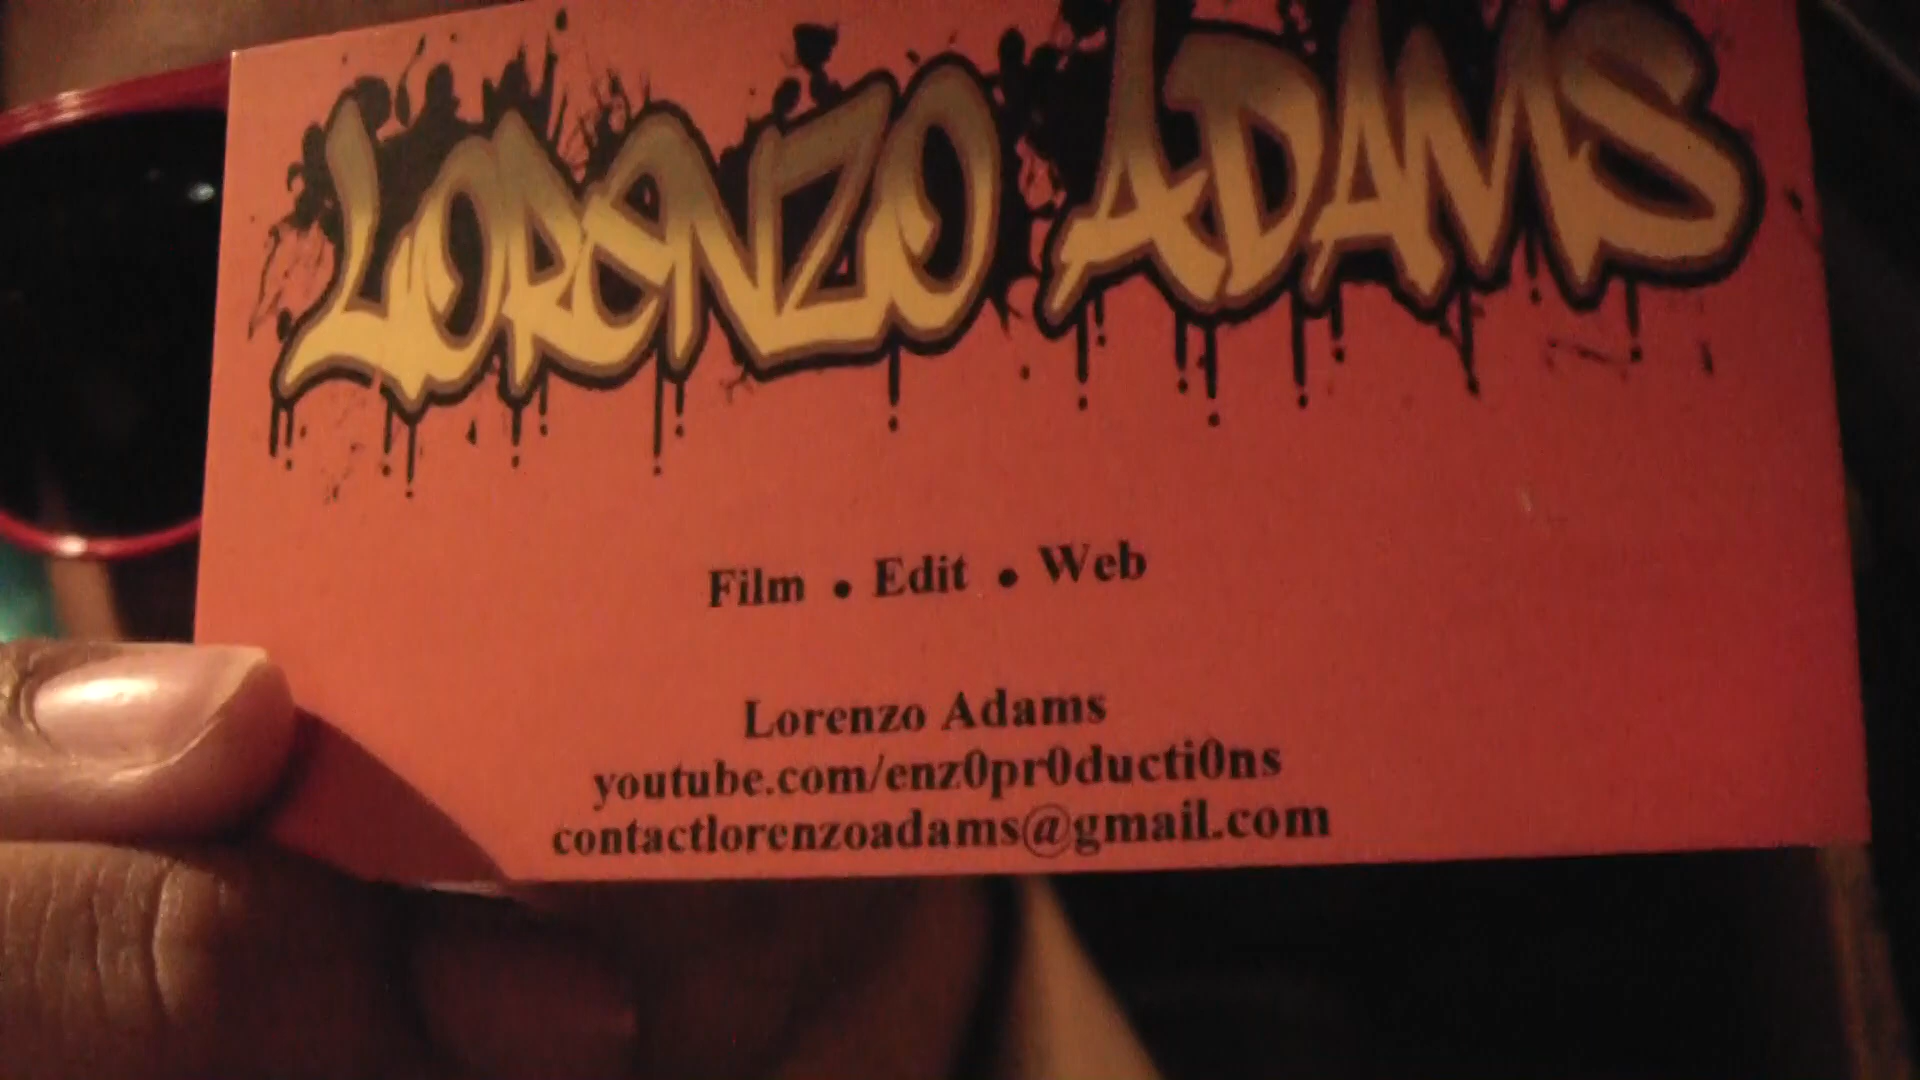 LORENZO ADAMS
Film • Edit • Web
Lorenzo Adams
youtube.com/enz0pr0ducti0ns
contactlorenzoadams@gmail.com